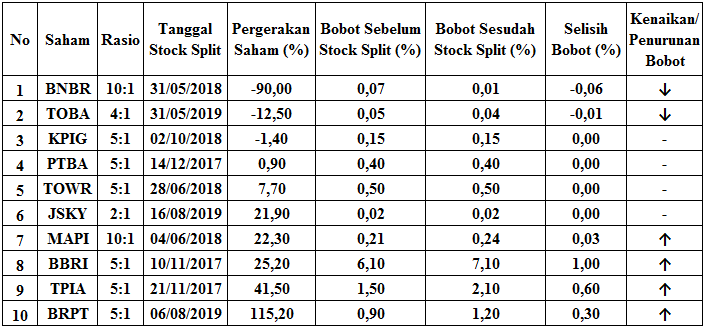 No Saham Rasio Tanggal Stock Split Pergerakan Saham (%) Bobot Sebelum Stock Split (%) Bobot Sesudah Stock Split (%) Selisih Bobot (%) Kenaikan/ Penurunan Bobot
1 BNBR 10:1 31/05/2018 -90,00 0,07 0,01 -0,06 ↓
2 TOBA 4:1 31/05/2019 -12,50 0,05 0,04 -0,01 ↓
3 KPIG 5:1 02/10/2018 -1,40 0,15 0,15 0,00 -
4 PTBA 5:1 14/12/2017 0,90 0,40 0,40 0,00 -
5 TOWR 5:1 28/06/2018 7,70 0,50 0,50 0,00 -
6 JSKY 2:1 16/08/2019 21,90 0,02 0,02 0,00 -
7 MAPI 10:1 04/06/2018 22,30 0,21 0,24 0,03 ↑
8 BBRI 5:1 10/11/2017 25,20 6,10 7,10 1,00 ↑
9 TPIA 5:1 21/11/2017 41,50 1,50 2,10 0,60 ↑
10 BRPT 5:1 06/08/2019 115,20 0,90 1,20 0,30 ↑